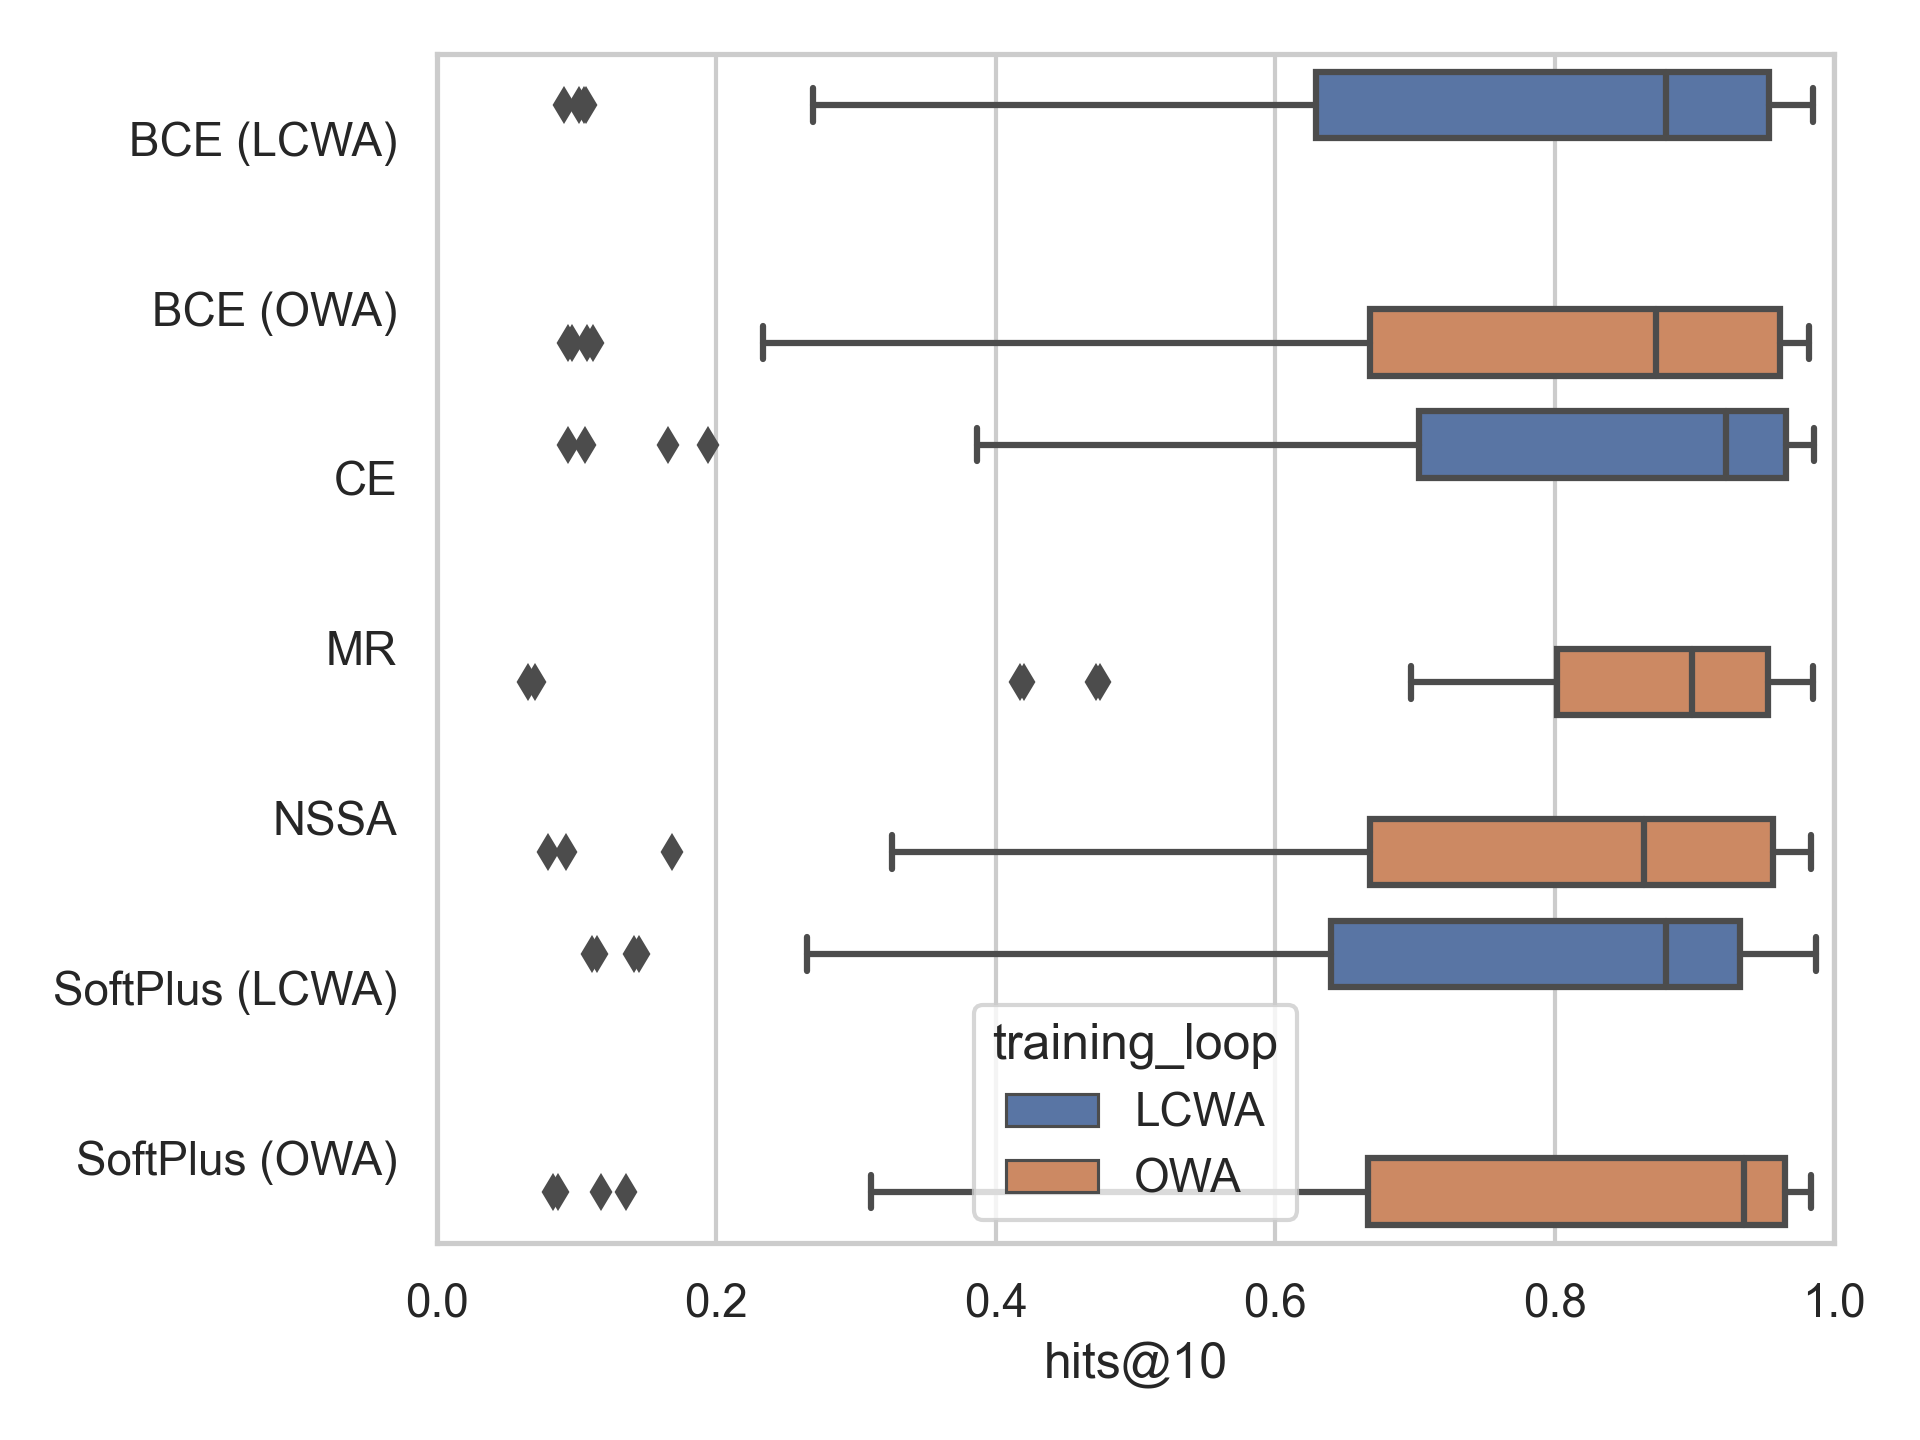 BCE (LCWA)
BCE (OWA)
CE
MR
NSSA
SoftPlus (LCWA)
SoftPlus (OWA)
training_loop
LCWA
OWA
0.0 0.2 0.4 0.6 0.8 1.0
hits@10